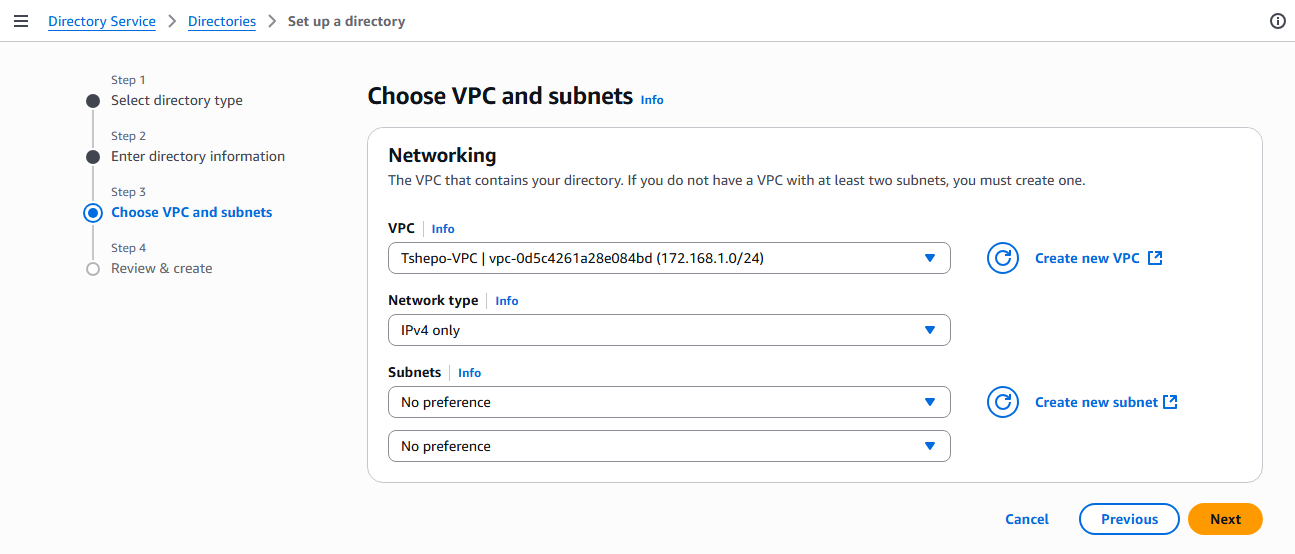 Directory Service > Directories > Set up a directory
Step 1
Select directory type
Step 2
Enter directory information
Step 3
Choose VPC and subnets
Step 4
Review & create
Choose VPC and subnets Info
Networking
The VPC that contains your directory. If you do not have a VPC with at least two subnets, you must create one.
VPC Info
Tshepo-VPC | vpc-0d5c4261a28e084bd (172.168.1.0/24) Create new VPC
Network type Info
IPv4 only
Subnets Info
No preference Create new subnet
No preference
Cancel Previous Next